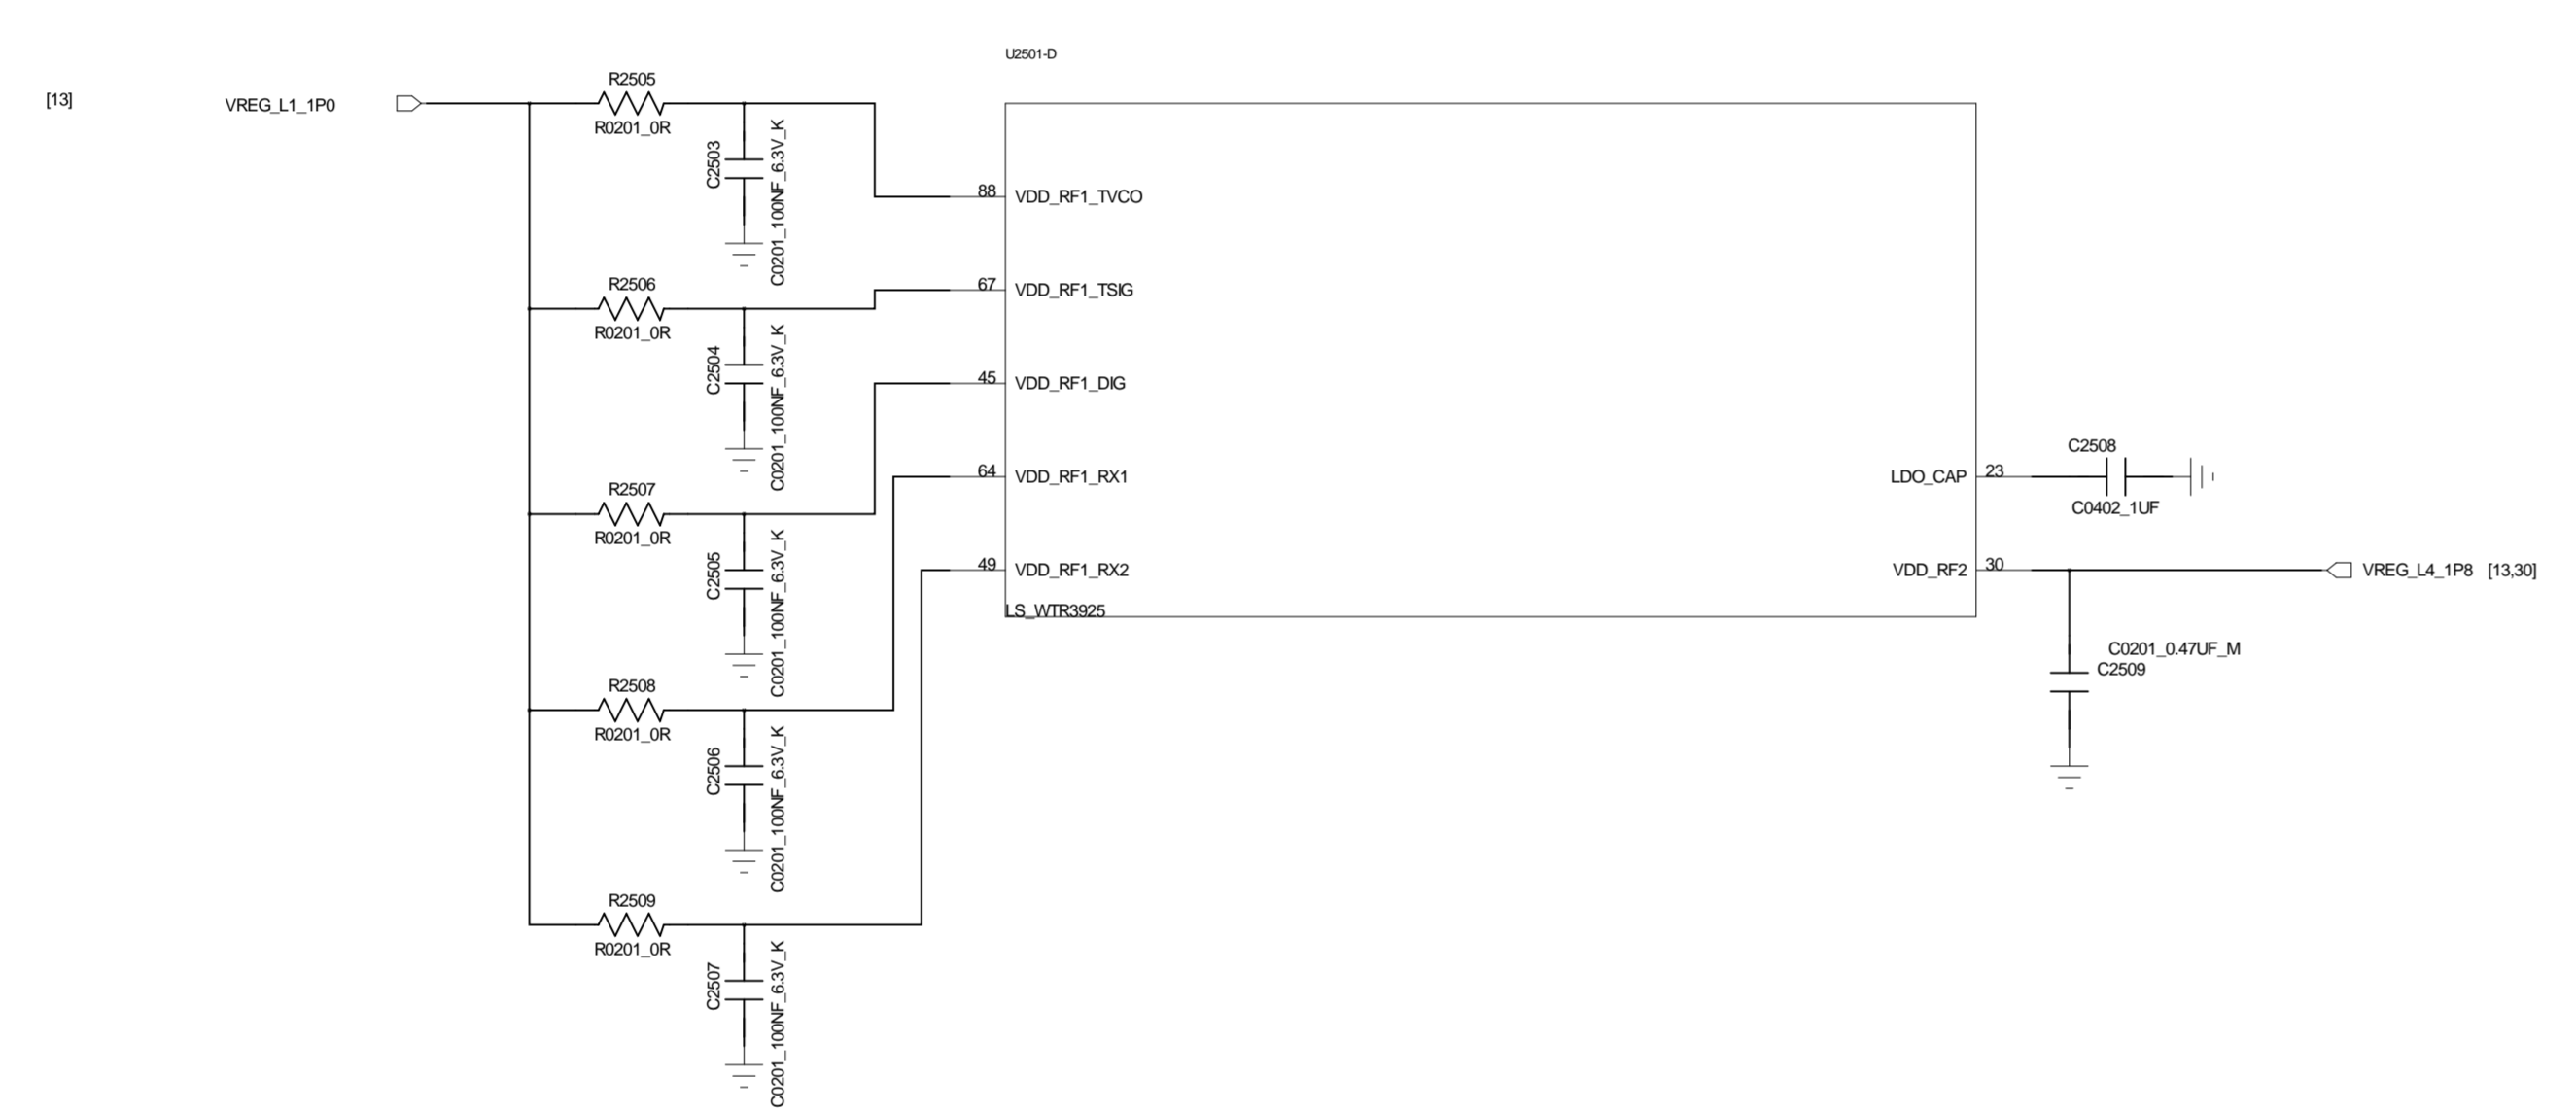 U2501-D
[13]
VREG_L1_1P0
R2505
R0201_0R
C2503
C0201_100NF_6.3V_K
88
VDD_RF1_TVCO
R2506
R0201_0R
C2504
C0201_100NF_6.3V_K
67
VDD_RF1_TSIG
45
VDD_RF1_DIG
R2507
R0201_0R
C2505
C0201_100NF_6.3V_K
64
VDD_RF1_RX1
49
VDD_RF1_RX2
LS_WTR3925
LDO_CAP
23
C2508
C0402_1UF
VDD_RF2
30
VREG_L4_1P8 [13,30]
C0201_0.47UF_M
C2509
R2508
R0201_0R
C2506
C0201_100NF_6.3V_K
R2509
R0201_0R
C2507
C0201_100NF_6.3V_K